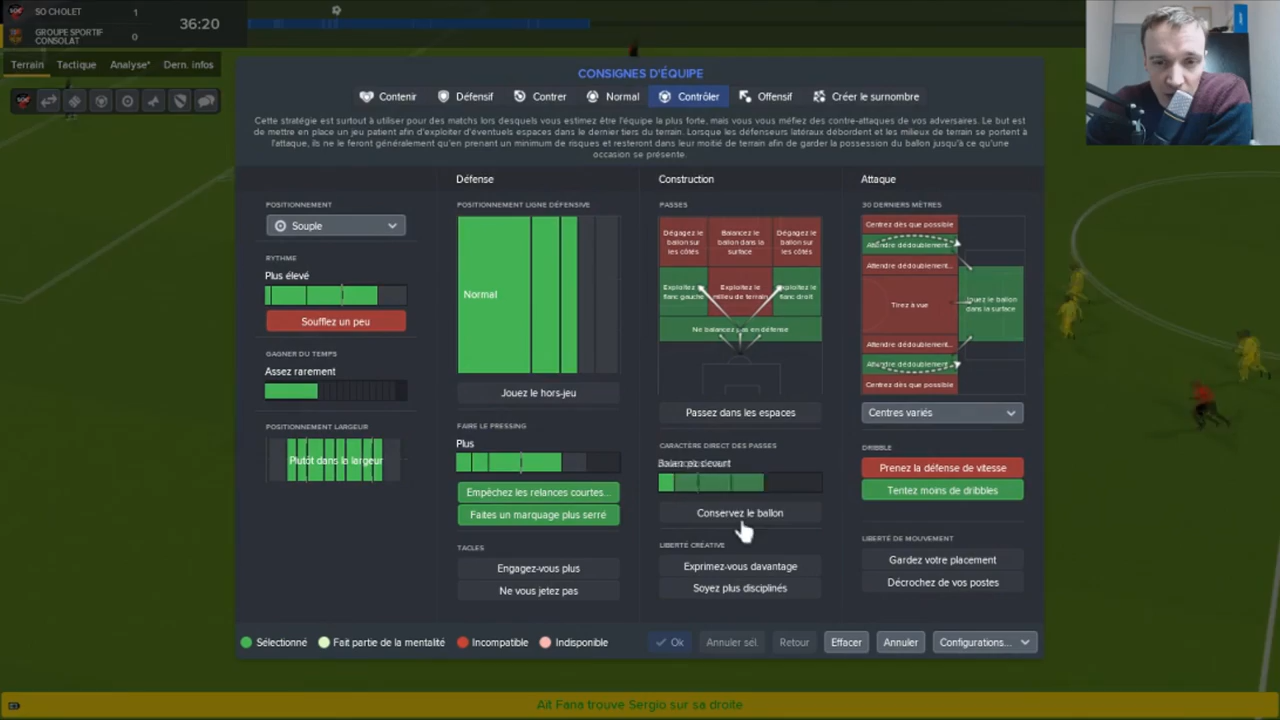 SO CHOLET 1
GROUPE SPORTIF CONSOLAT 0
36:20
Terrain Tactique Analyse* Dern. infos
CONSIGNES D'ÉQUIPE
Contenir Défensif Contrer Normal Contrôler Offensif Créer le surnombre
Cette stratégie est surtout à utiliser pour des matchs lors desquels vous estimez être l'équipe la plus forte, mais vous vous méfiez des contre-attaques de vos adversaires. Le but est
de mettre en place un jeu patient afin d'exploiter d'éventuels espaces dans le dernier tiers du terrain. Lorsque les défenseurs latéraux débordent et les milieux de terrain se portent à
l'attaque, ils ne le feront généralement qu'en prenant un minimum de risques et resteront dans leur moitié de terrain afin de garder la possession du ballon jusqu'à ce qu'une
occasion se présente.
POSITIONNEMENT
Souple
RYTHME
Plus élevé
Soufflez un peu
GAGNER DU TEMPS
Assez rarement
POSITIONNEMENT LARGEUR
Plutôt dans la largeur
Défense
POSITIONNEMENT LIGNE DÉFENSIVE
Normal
Jouez le hors-jeu
FAIRE LE PRESSING
Plus
Empêchez les relances courtes...
Faites un marquage plus serré
TACLES
Engagez-vous plus
Ne vous jetez pas
Construction
PASSES
Dégagez le ballon sur les côtés
Balancez le ballon dans la surface
Dégagez le ballon sur les côtés
Exploitez le flanc gauche
Exploitez le milieu de terrain
Exploitez le flanc droit
Ne balancez pas en défense
Passez dans les espaces
CARACTÈRE DIRECT DES PASSES
Balancez devant
Conservez le ballon
LIBERTÉ CRÉATIVE
Exprimez-vous davantage
Soyez plus disciplinés
Attaque
30 DERNIERS MÈTRES
Centrez dès que possible
Attendre dédoublement...
Attendre dédoublement...
Tirez à vue
Jouez le ballon dans la surface
Attendre dédoublement...
Attendre dédoublement...
Centrez dès que possible
Centres variés
DRIBBLE
Prenez la défense de vitesse
Tentez moins de dribbles
LIBERTÉ DE MOUVEMENT
Gardez votre placement
Décrochez de vos postes
Sélectionné Fait partie de la mentalité Incompatible Indisponible
Ok Annuler sél. Retour Effacer Annuler Configurations...
Aït Fana trouve Sergio sur sa droite